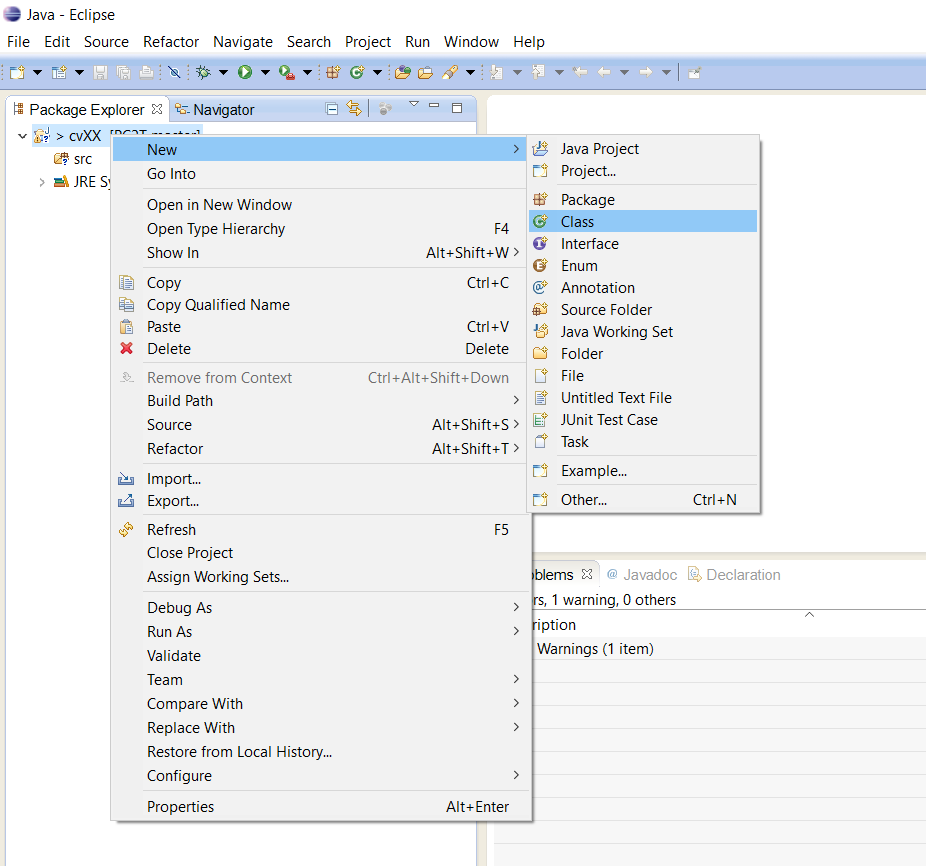 Java - Eclipse
File Edit Source Refactor Navigate Search Project Run Window Help
Package Explorer Navigator
> cvXX
src
JRE
New
Go Into
Open in New Window
Open Type Hierarchy F4
Show In Alt+Shift+W
Copy Ctrl+C
Copy Qualified Name
Paste Ctrl+V
Delete Delete
Remove from Context Ctrl+Alt+Shift+Down
Build Path
Source Alt+Shift+S
Refactor Alt+Shift+T
Import...
Export...
Refresh F5
Close Project
Assign Working Sets...
Debug As
Run As
Validate
Team
Compare With
Replace With
Restore from Local History...
Configure
Properties Alt+Enter
Java Project
Project...
Package
Class
Interface
Enum
Annotation
Source Folder
Java Working Set
Folder
File
Untitled Text File
JUnit Test Case
Task
Example...
Other... Ctrl+N
oblems @ Javadoc Declaration
rs, 1 warning, 0 others
ription
Warnings (1 item)